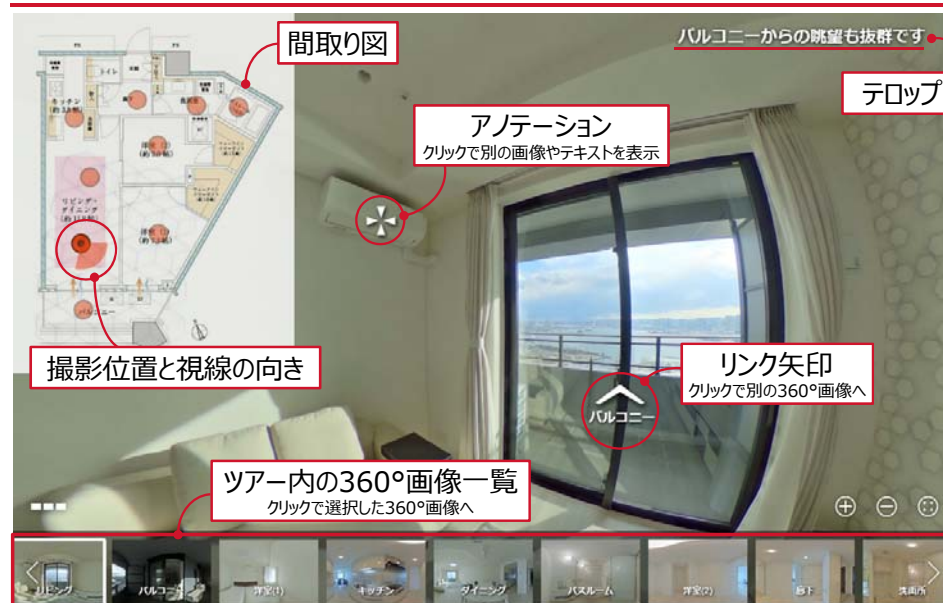 間取り図
バルコニーからの眺望も抜群です
テロップ
アノテーション
クリックで別の画像やテキストを表示
トイレ
キッチン
リビング・
ダイニング
バルコニー
撮影位置と視線の向き
リンク矢印
クリックで別の360°画像へ
バルコニー
ツアー内の360°画像一覧
クリックで選択した360°画像へ
リビング
バルコニー
洋室(1)
キッチン
ダイニング
バスルーム
洋室(2)
廊下
洗面所